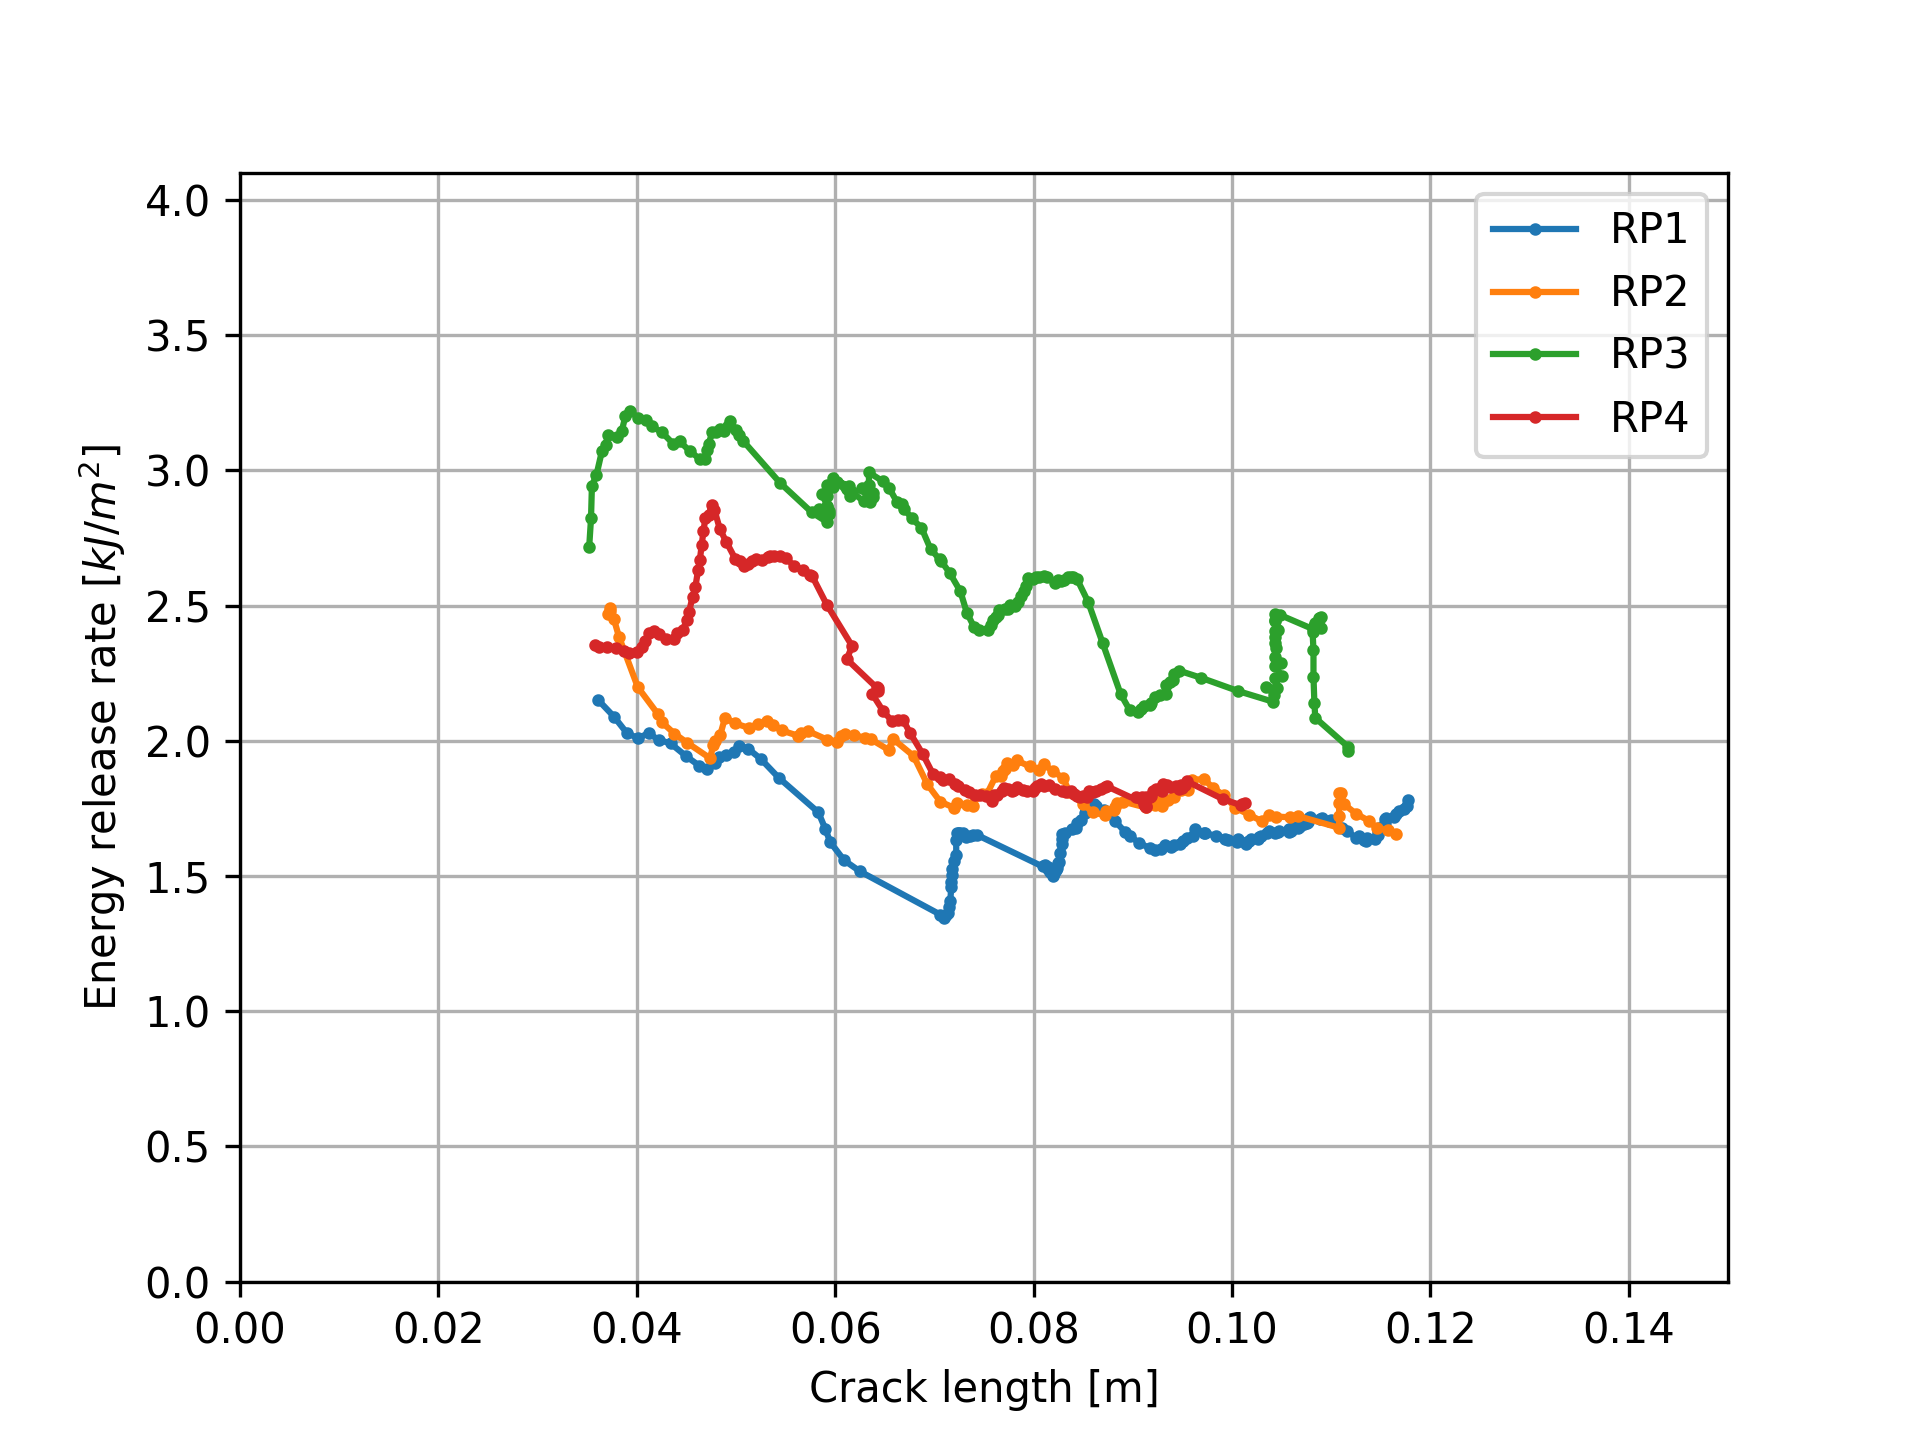 4.0
3.5
3.0
2.5
2.0
1.5
1.0
0.5
0.0
Energy release rate [kJ/m²]
0.00 0.02 0.04 0.06 0.08 0.10 0.12 0.14
Crack length [m]
RP1
RP2
RP3
RP4